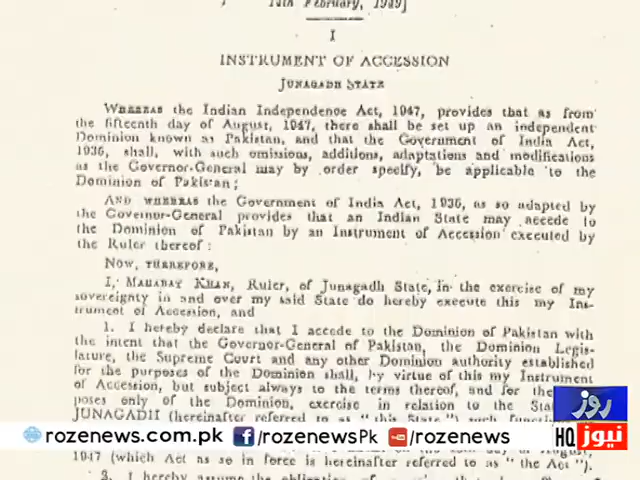 14th February, 1949]
I
INSTRUMENT OF ACCESSION
JUNAGADH STATE
WHEREAS the Indian Independence Act, 1947, provides that as from
the fifteenth day of August, 1947, there shall be set up an independent
Dominion known as Pakistan, and that the Government of India Act,
1935, shall, with such omissions, additions, adaptations and modifications
as the Governor-General may by order specify, be applicable to the
Dominion of Pakistan;
AND WHEREAS the Government of India Act, 1935, as so adapted by
the Governor-General provides that an Indian State may accede to
the Dominion of Pakistan by an Instrument of Accession executed by
the Ruler thereof:
NOW, THEREFORE,
I, MAHABAT KHAN, Ruler, of Junagadh State, in the exercise of my
sovereignty in and over my said State do hereby execute this my Ins-
trument of Accession, and
1. I hereby declare that I accede to the Dominion of Pakistan with
the intent that the Governor-General of Pakistan, the Dominion Legis-
lature, the Supreme Court and any other Dominion authority established
for the purposes of the Dominion shall, by virtue of this my Instrument
of Accession, but subject always to the terms thereof, and for the
poses only of the Dominion, exercise in relation to the
JUNAGADH (hereinafter referred to as "this State") such
روز
نیوز HQ
rozenews.com.pk f/rozenewsPk /rozenews
1947 (which Act as so in force is hereinafter referred to as "the Act").
2. I hereby assume the obligation of